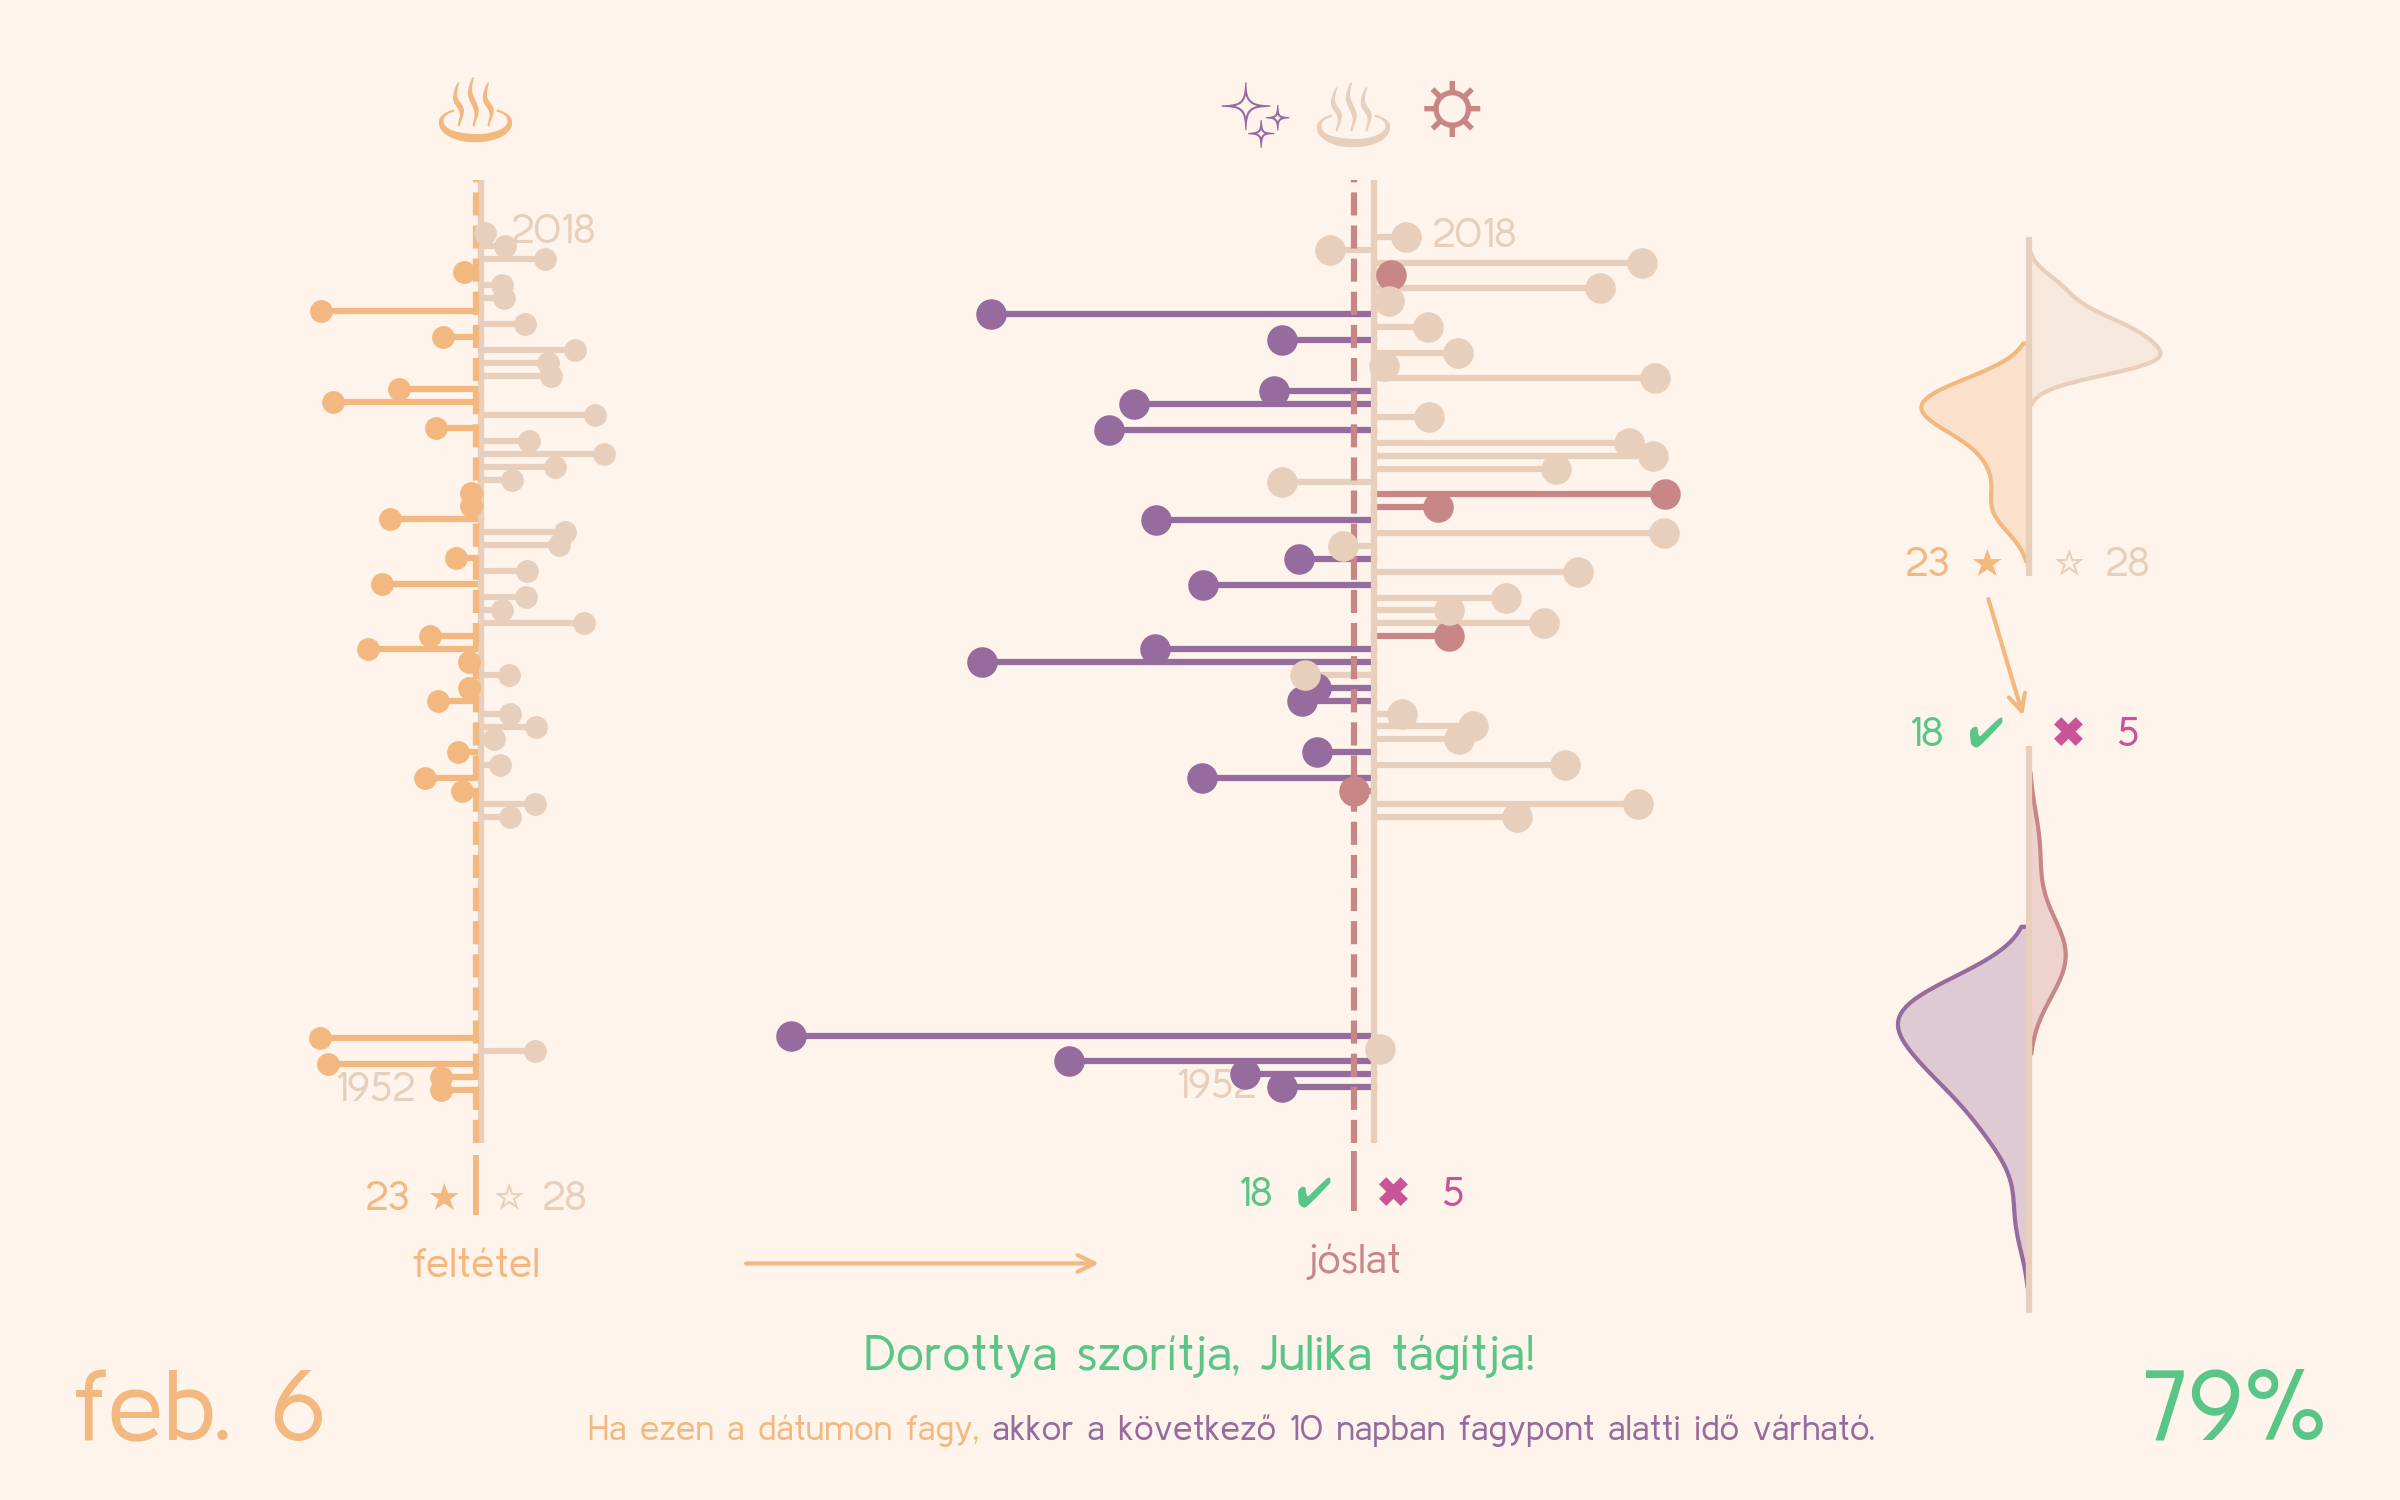 2018
2018
23 ★ ☆ 28
18 ✔ ✖ 5
1952
1952
23 ★ ☆ 28
18 ✔ ✖ 5
feltétel
jóslat
Dorottya szorítja, Julika tágítja!
feb. 6
79%
Ha ezen a dátumon fagy, akkor a következő 10 napban fagypont alatti idő várható.